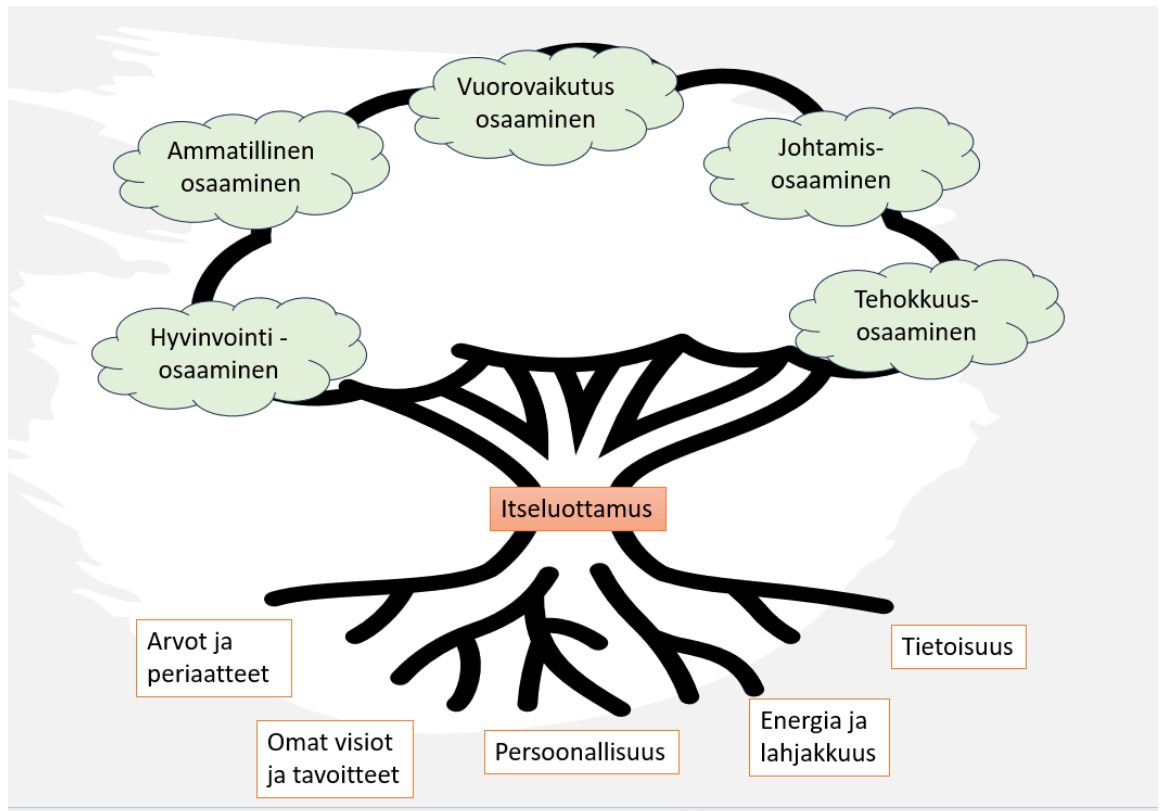 Vuorovaikutus
osaaminen
Ammatillinen
osaaminen
Johtamis-
osaaminen
Hyvinvointi -
osaaminen
Tehokkuus-
osaaminen
Itseluottamus
Arvot ja
periaatteet
Omat visiot
ja tavoitteet
Persoonallisuus
Energia ja
lahjakkuus
Tietoisuus